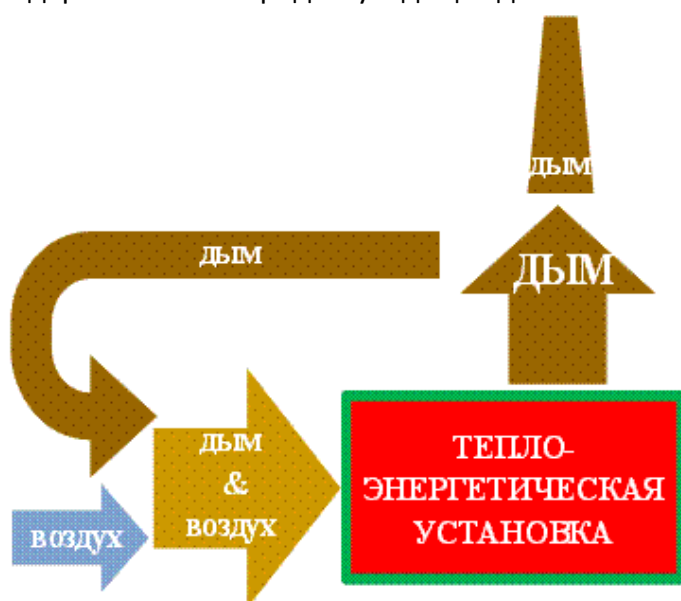 ДЫМ
ДЫМ
ДЫМ
ДЫМ
&
ВОЗДУХ
ВОЗДУХ
ТЕПЛО-
ЭНЕРГЕТИЧЕСКАЯ
УСТАНОВКА